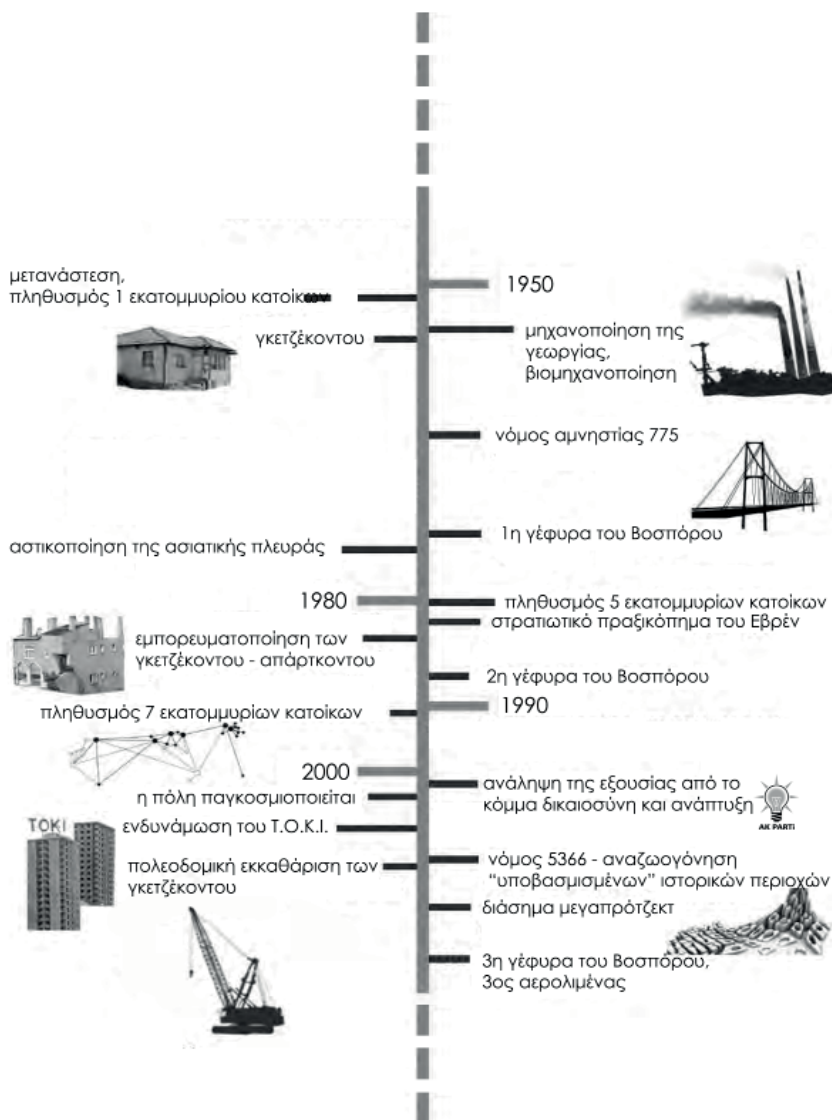 1950
μετανάστεση,
πληθυσμός 1 εκατομμυρίου κατοίκων
γκετζέκοντου
μηχανοποίηση της
γεωργίας,
βιομηχανοποίηση
νόμος αμνηστίας 775
1η γέφυρα του Βοσπόρου
αστικοποίηση της ασιατικής πλευράς
1980
πληθυσμός 5 εκατομμυρίων κατοίκων
στρατιωτικό πραξικόπημα του Εβρέν
εμπορευματοποίηση των
γκετζέκοντου - απάρτκοντου
2η γέφυρα του Βοσπόρου
1990
πληθυσμός 7 εκατομμυρίων κατοίκων
2000
ανάληψη της εξουσίας από το
κόμμα δικαιοσύνη και ανάπτυξη
AK PARTi
η πόλη παγκοσμιοποιείται
TOKI
ενδυνάμωση του Τ.Ο.Κ.Ι.
πολεοδομική εκκαθάριση των
γκετζέκοντου
νόμος 5366 - αναζωογόνηση
“υποβασμισμένων” ιστορικών περιοχών
διάσημα μεγαπρότζεκτ
3η γέφυρα του Βοσπόρου,
3ος αερολιμένας